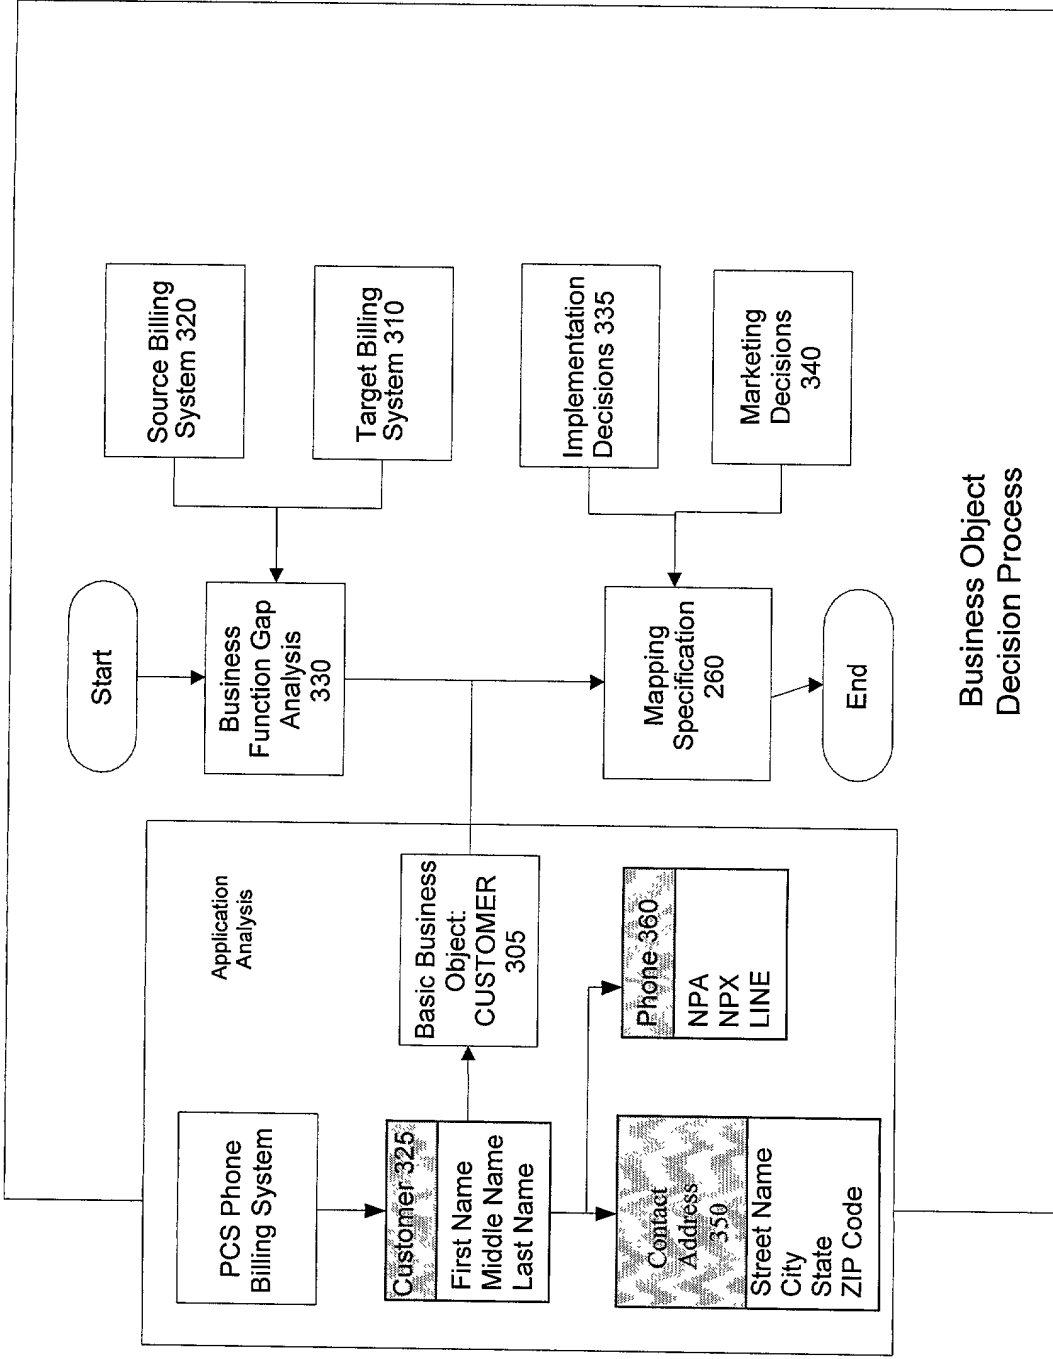 Start
Business
Function Gap
Analysis
330
Source Billing
System 320
Target Billing
System 310
Application
Analysis
PCS Phone
Billing System
Customer 325
First Name
Middle Name
Last Name
Basic Business
Object:
CUSTOMER
305
Contact
Address
350
Street Name
City
State
ZIP Code
Phone 360
NPA
NPX
LINE
Mapping
Specification
260
Implementation
Decisions 335
Marketing
Decisions
340
End
Business Object
Decision Process